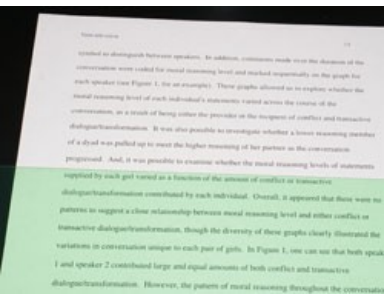 symbol to distinguish between speakers. In addition, comments made over the duration of the
conversation were coded for moral reasoning level and marked sequentially on the graph for
each speaker (see Figure 1, for an example). These graphs allowed us to explore whether the
moral reasoning level of each individual's statements varied across the course of the
conversation, as a result of being either the provider or the recipient of conflict and transactive
dialogue/transformation. It was also possible to investigate whether a lower reasoning member
of a dyad was pulled up to meet the higher reasoning of her partner as the conversation
progressed. And, it was possible to examine whether the moral reasoning levels of statements
supplied by each girl varied as a function of the amount of conflict or transactive
dialogue/transformation contributed by each individual. Overall, it appeared that there were no
patterns to suggest a close relationship between moral reasoning level and either conflict or
transactive dialogue/transformation, though the diversity of these graphs clearly illustrated the
variations in conversation unique to each pair of girls. In Figure 1, one can see that both speak
1 and speaker 2 contributed large and equal amounts of both conflict and transactive
dialogue/transformation. However, the pattern of moral reasoning throughout the conversatio